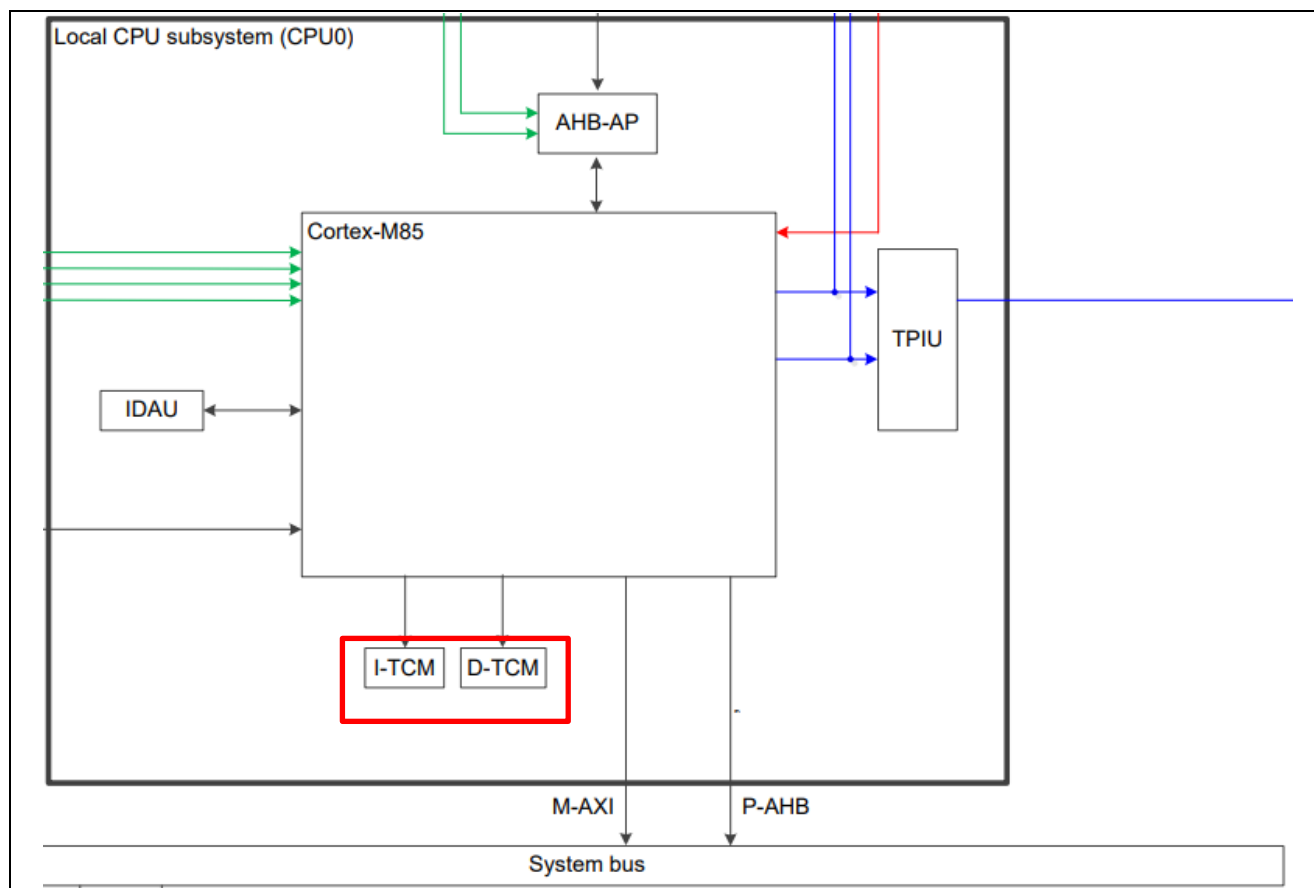 Local CPU subsystem (CPU0)
AHB-AP
Cortex-M85
TPIU
IDAU
I-TCM
D-TCM
M-AXI
P-AHB
System bus